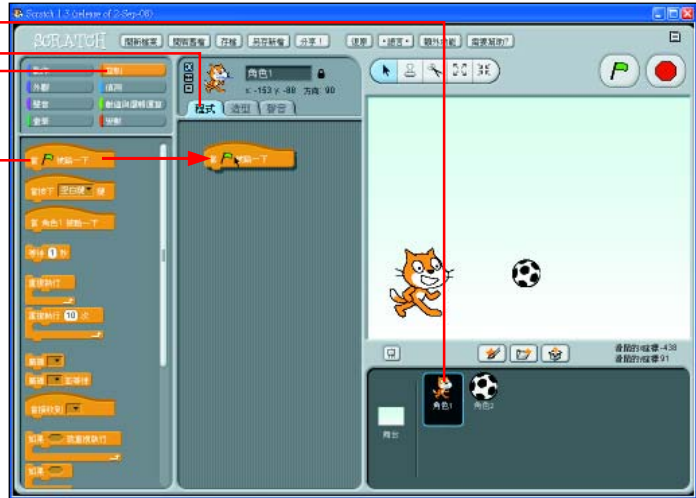 Scratch 1.3 (release of 2-Sep-08)
SCRATCH 開新檔案 開啟舊檔 存檔 另存新檔 分享! 復原 語言 額外功能 需要幫助?
動作 控制
外觀 偵測
聲音
畫筆 變數
角色1
x: -153 y: -88 方向: 90
程式 造型 聲音
當 被點一下
當按下 空白鍵 鍵
當 角色1 被點一下
等待 1 秒
重複執行
重複執行 10 次
廣播
廣播 並等待
當接收到
如果 就重複執行
如果
當 被點一下
滑鼠的x座標:-438
滑鼠的y座標:91
舞台
角色1
角色2